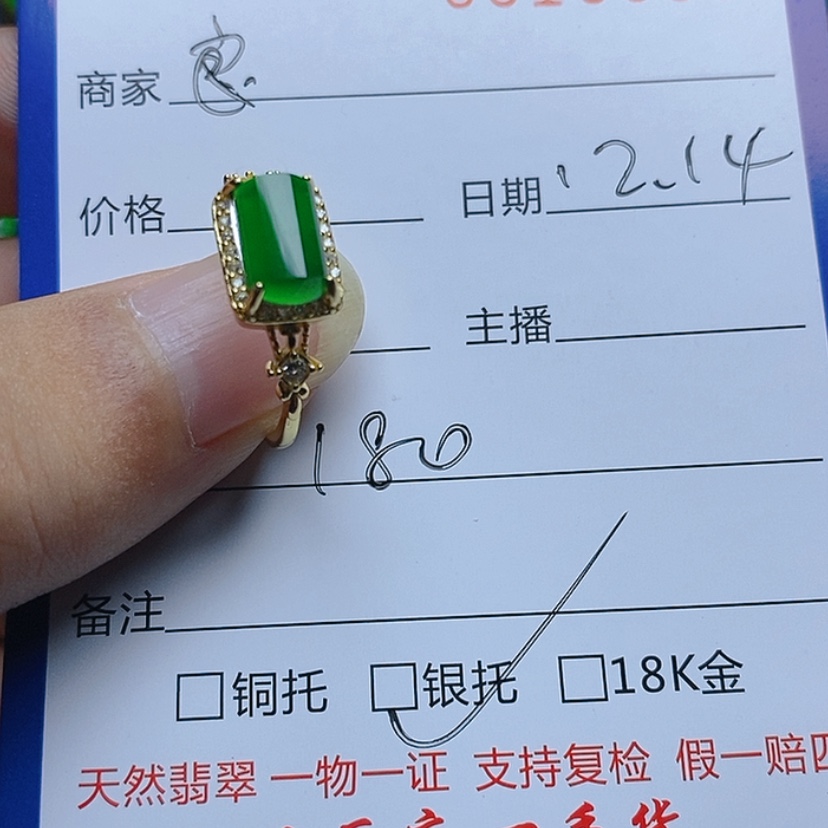 商家
价格 日期 12.14
主播
180
备注
□铜托 □银托 □18K金
天然翡翠 一物一证 支持复检 假一赔四